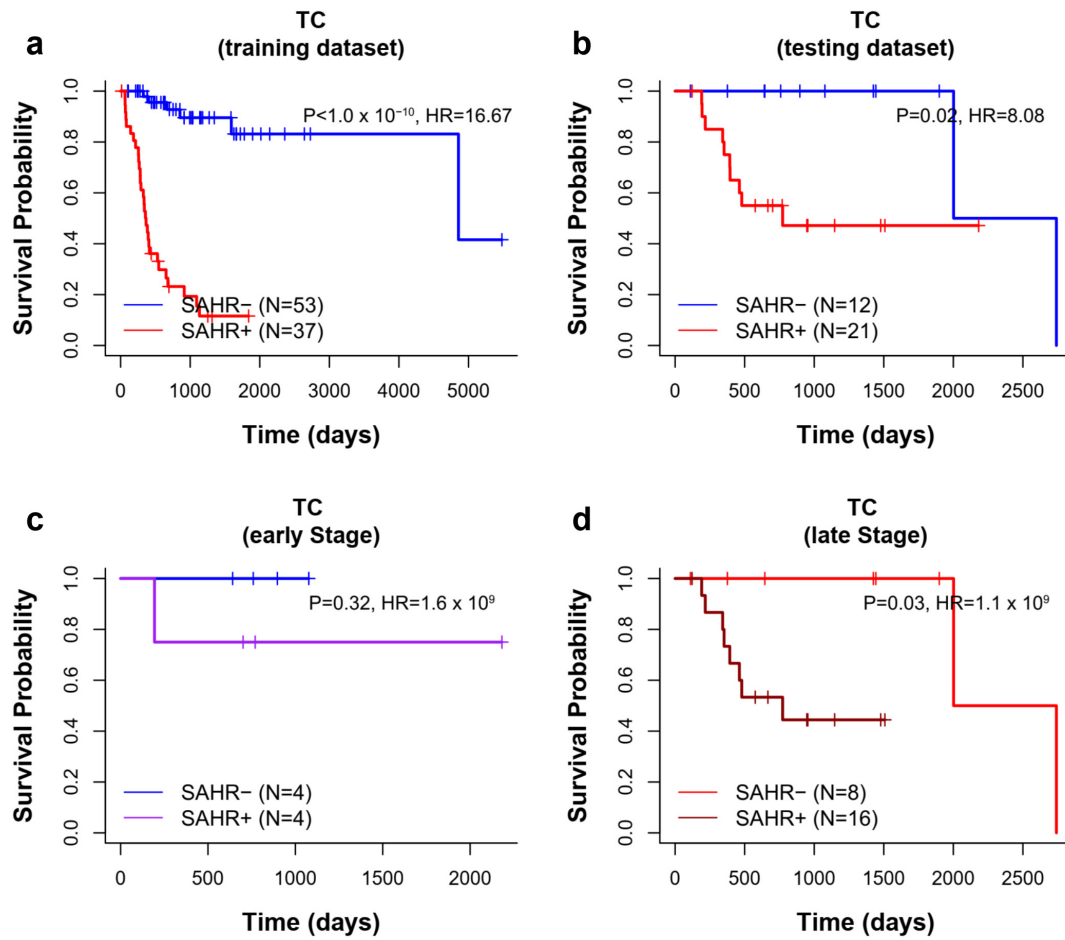 a
TC
(training dataset)
Survival Probability
0.0 0.2 0.4 0.6 0.8 1.0
P<1.0 x 10⁻¹⁰, HR=16.67
SAHR− (N=53)
SAHR+ (N=37)
0 1000 2000 3000 4000 5000
Time (days)
b
TC
(testing dataset)
Survival Probability
0.0 0.2 0.4 0.6 0.8 1.0
P=0.02, HR=8.08
SAHR− (N=12)
SAHR+ (N=21)
0 500 1000 1500 2000 2500
Time (days)
c
TC
(early Stage)
Survival Probability
0.0 0.2 0.4 0.6 0.8 1.0
P=0.32, HR=1.6 x 10⁹
SAHR− (N=4)
SAHR+ (N=4)
0 500 1000 1500 2000
Time (days)
d
TC
(late Stage)
Survival Probability
0.0 0.2 0.4 0.6 0.8 1.0
P=0.03, HR=1.1 x 10⁹
SAHR− (N=8)
SAHR+ (N=16)
0 500 1000 1500 2000 2500
Time (days)